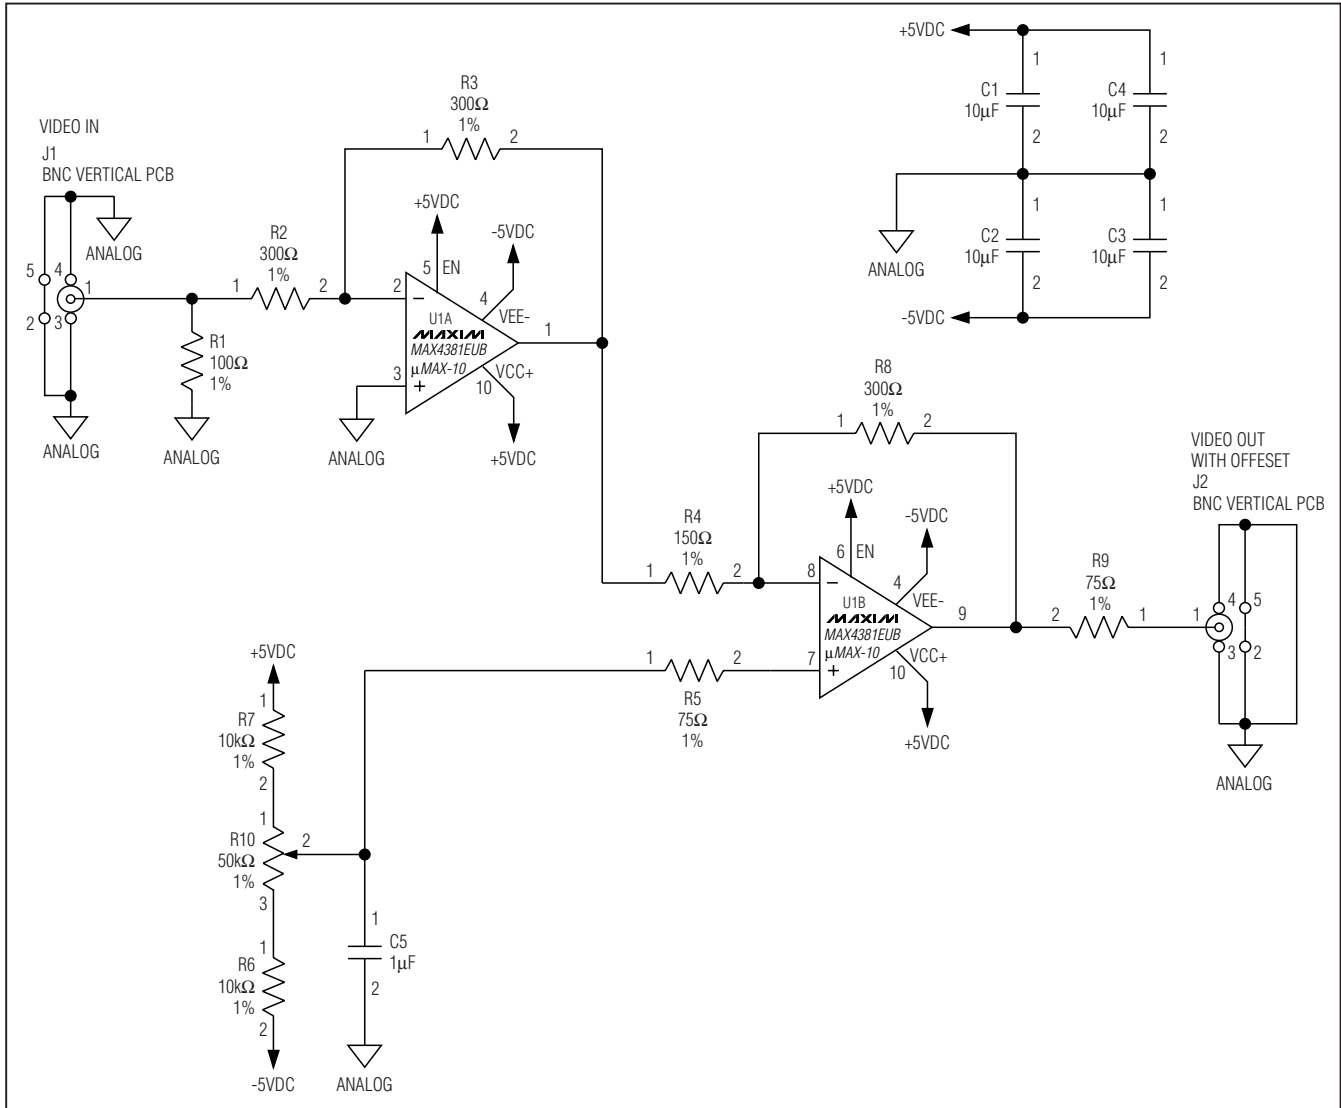 VIDEO IN
J1
BNC VERTICAL PCB
5
4
1
2
3
ANALOG
ANALOG
R1
100Ω
1%
ANALOG
R2
300Ω
1%
1
2
R3
300Ω
1%
1
2
+5VDC
-5VDC
5
EN
2
−
4
VEE-
U1A
MAXIM
MAX4381EUB
µMAX-10
1
3
+
10
VCC+
+5VDC
ANALOG
+5VDC
1
1
C1
10µF
C4
10µF
2
2
1
1
C2
10µF
C3
10µF
2
2
ANALOG
-5VDC
R8
300Ω
1%
1
2
R4
150Ω
1%
1
2
+5VDC
-5VDC
6
EN
8
−
4
VEE-
U1B
MAXIM
MAX4381EUB
µMAX-10
9
7
+
10
VCC+
+5VDC
1
2
R5
75Ω
1%
R9
75Ω
1%
2
1
VIDEO OUT
WITH OFFESET
J2
BNC VERTICAL PCB
4
5
1
3
2
ANALOG
+5VDC
1
R7
10kΩ
1%
2
1
R10
50kΩ
1%
2
3
1
R6
10kΩ
1%
2
-5VDC
1
C5
1µF
2
ANALOG